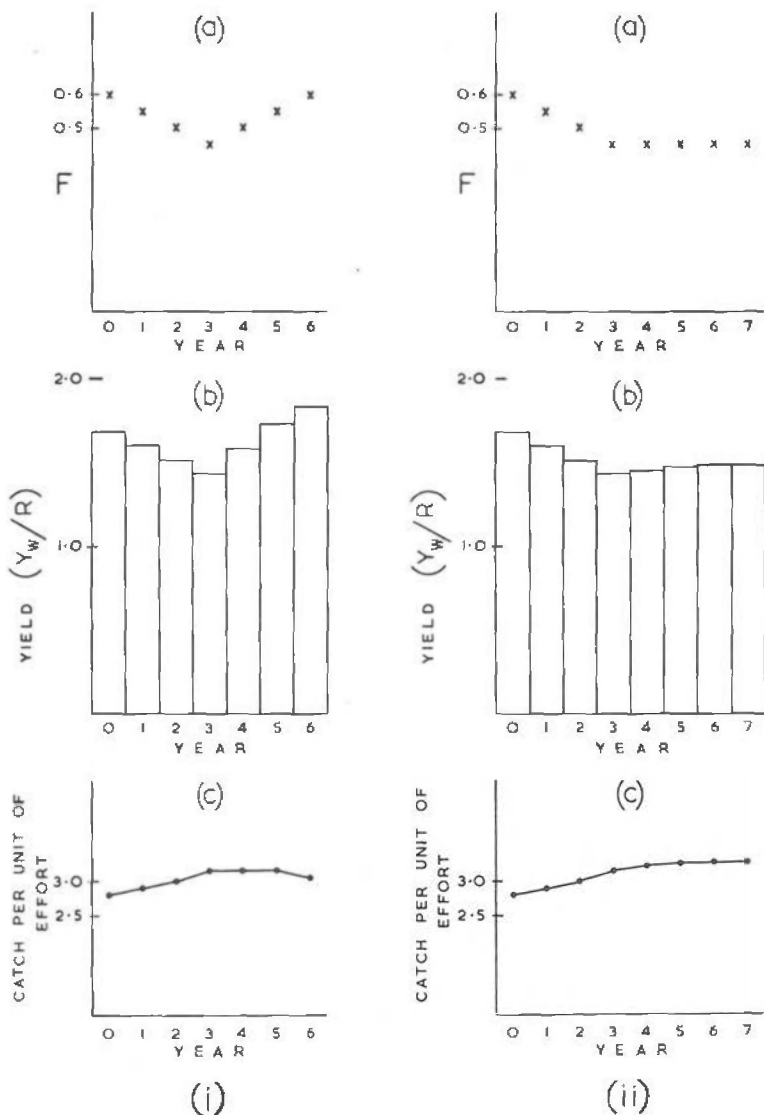 (a)
0.6
0.5
F
0 1 2 3 4 5 6
YEAR
2.0
(b)
1.0
YIELD (Yw/R)
0 1 2 3 4 5 6
YEAR
(c)
3.0
2.5
CATCH PER UNIT OF
EFFORT
0 1 2 3 4 5 6
YEAR
(i)
(a)
0.6
0.5
F
0 1 2 3 4 5 6 7
YEAR
2.0
(b)
1.0
YIELD (Yw/R)
0 1 2 3 4 5 6 7
YEAR
(c)
3.0
2.5
CATCH PER UNIT OF
EFFORT
0 1 2 3 4 5 6 7
YEAR
(ii)